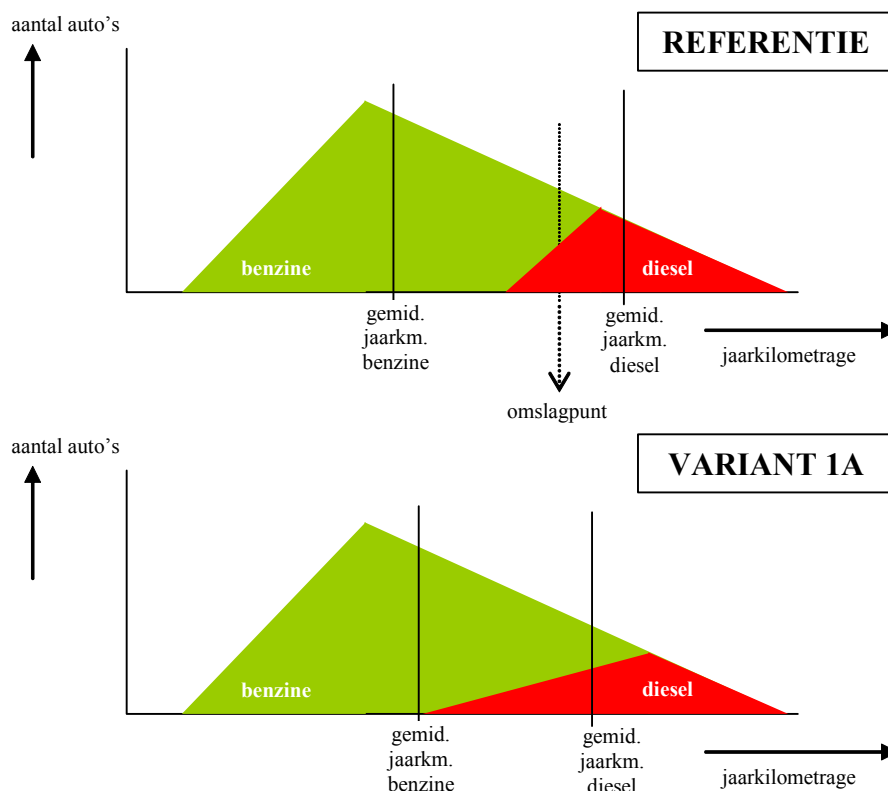 aantal auto's
REFERENTIE
benzine
diesel
gemid.
jaarkm.
benzine
gemid.
jaarkm.
diesel
jaarkilometrage
omslagpunt
aantal auto's
VARIANT 1A
benzine
diesel
gemid.
jaarkm.
benzine
gemid.
jaarkm.
diesel
jaarkilometrage